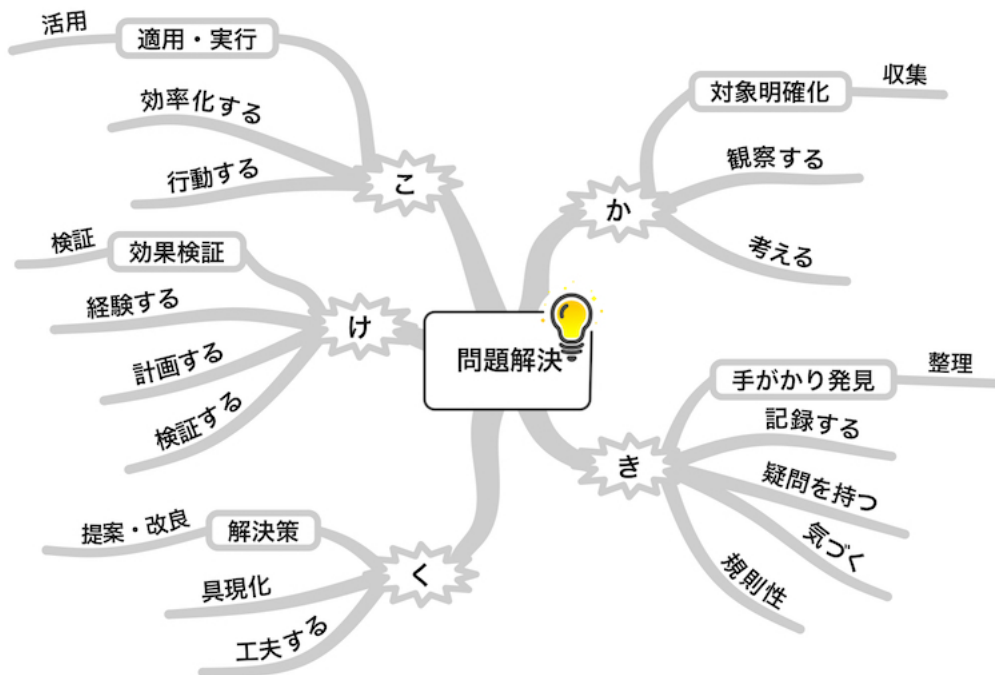 問題解決
か
対象明確化
収集
観察する
考える
き
手がかり発見
整理
記録する
疑問を持つ
気づく
規則性
く
解決策
提案・改良
具現化
工夫する
け
効果検証
検証
経験する
計画する
検証する
こ
適用・実行
活用
効率化する
行動する